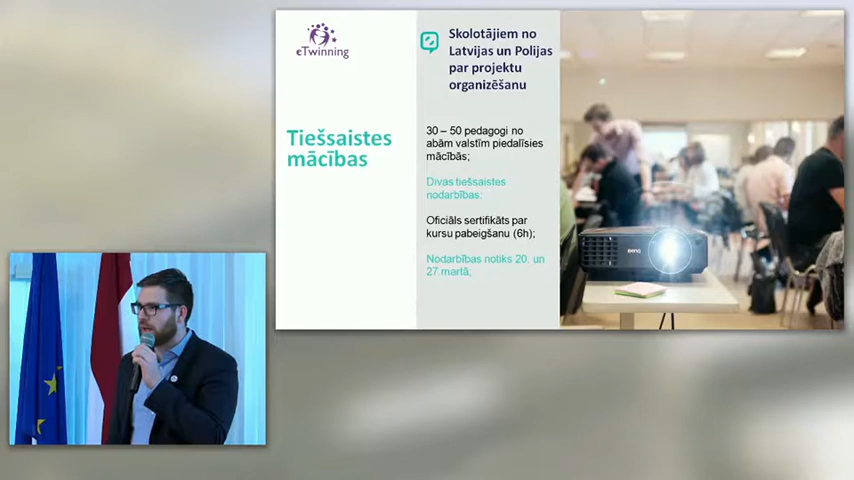 eTwinning
Tiešsaistes
mācības
Skolotājiem no
Latvijas un Polijas
par projektu
organizēšanu
30 – 50 pedagogi no
abām valstīm piedalīsies
mācībās;
Divas tiešsaistes
nodarbības;
Oficiāls sertifikāts par
kursu pabeigšanu (6h);
Nodarbības notiks 20. un
27.martā;
BENQ